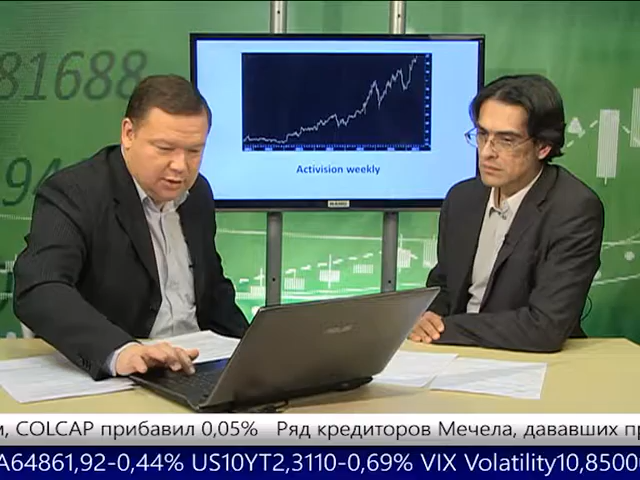 81688
94
Activision weekly
ASUS
м, COLCAP прибавил 0,05% Ряд кредиторов Мечела, дававших пр
A64861,92-0,44% US10YT2,3110-0,69% VIX Volatility10,8500